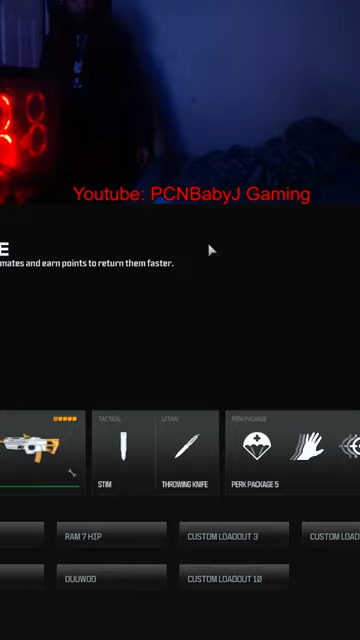 Youtube: PCNBabyJ Gaming
E
mates and earn points to return them faster.
TACTICAL
LETHAL
PERK PACKAGE
STIM
THROWING KNIFE
PERK PACKAGE 5
RAM 7 HIP
CUSTOM LOADOUT 3
CUSTOM LOAD
CUSTOM LOADOUT 10